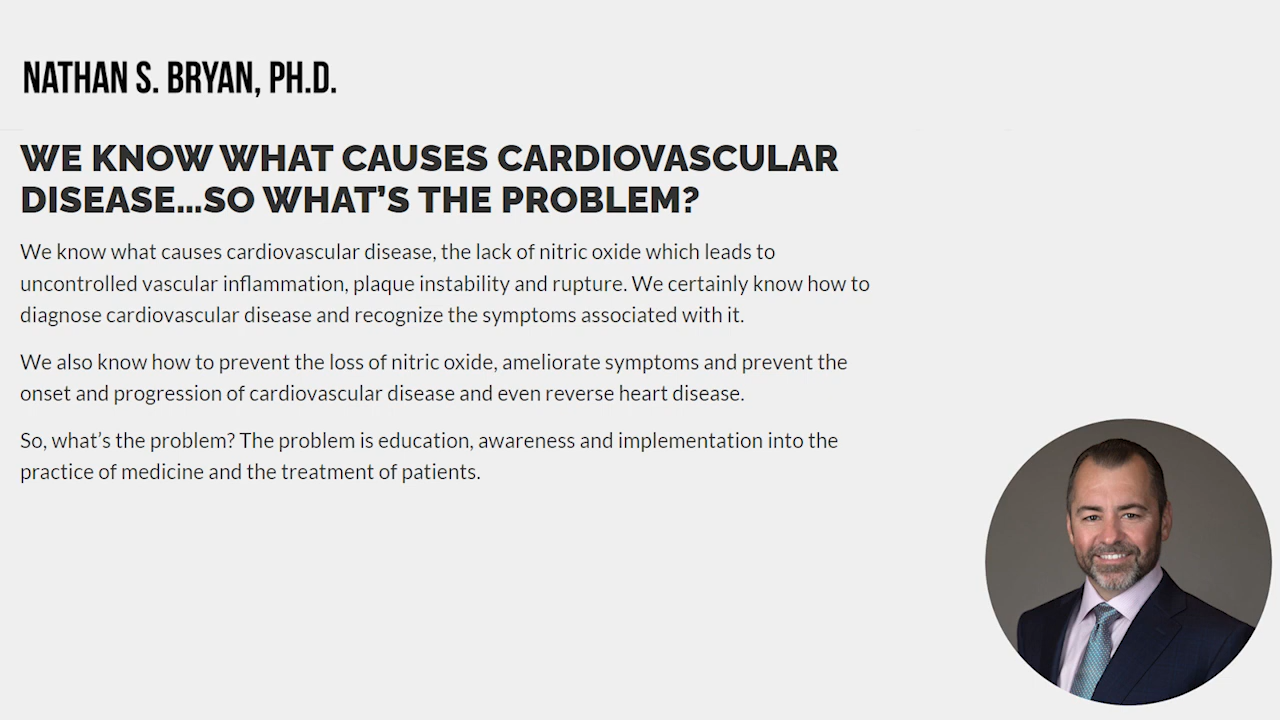 NATHAN S. BRYAN, PH.D.
WE KNOW WHAT CAUSES CARDIOVASCULAR
DISEASE...SO WHAT’S THE PROBLEM?
We know what causes cardiovascular disease, the lack of nitric oxide which leads to
uncontrolled vascular inflammation, plaque instability and rupture. We certainly know how to
diagnose cardiovascular disease and recognize the symptoms associated with it.
We also know how to prevent the loss of nitric oxide, ameliorate symptoms and prevent the
onset and progression of cardiovascular disease and even reverse heart disease.
So, what’s the problem? The problem is education, awareness and implementation into the
practice of medicine and the treatment of patients.